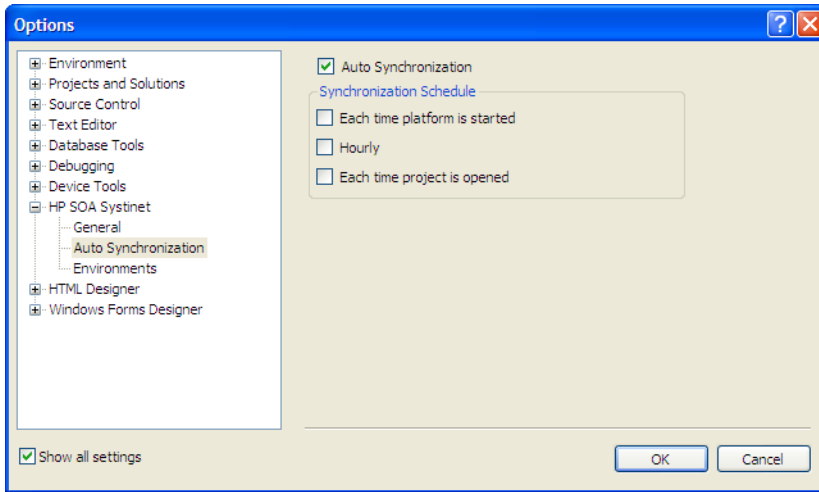 Options
Environment
Projects and Solutions
Source Control
Text Editor
Database Tools
Debugging
Device Tools
HP SOA Systinet
General
Auto Synchronization
Environments
HTML Designer
Windows Forms Designer
Auto Synchronization
Synchronization Schedule
Each time platform is started
Hourly
Each time project is opened
Show all settings
OK
Cancel